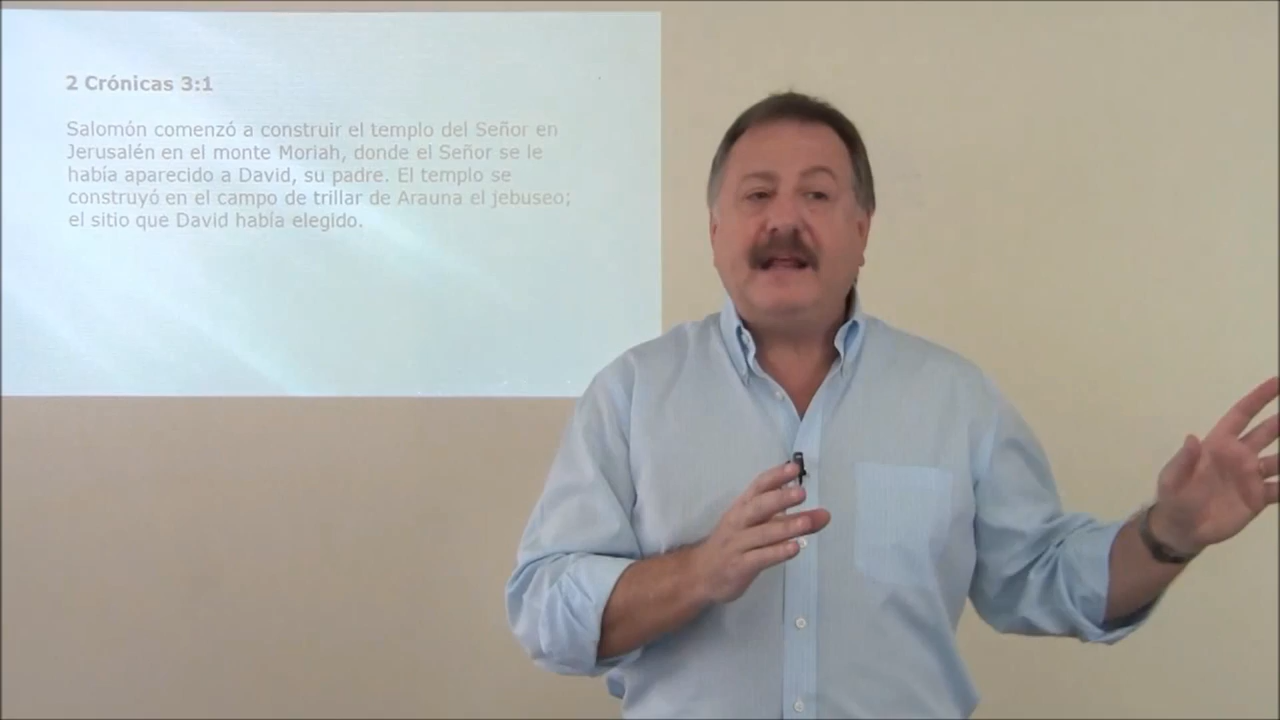 2 Crónicas 3:1
Salomón comenzó a construir el templo del Señor en
Jerusalén en el monte Moriah, donde el Señor se le
había aparecido a David, su padre. El templo se
construyó en el campo de trillar de Arauna el jebuseo;
el sitio que David había elegido.